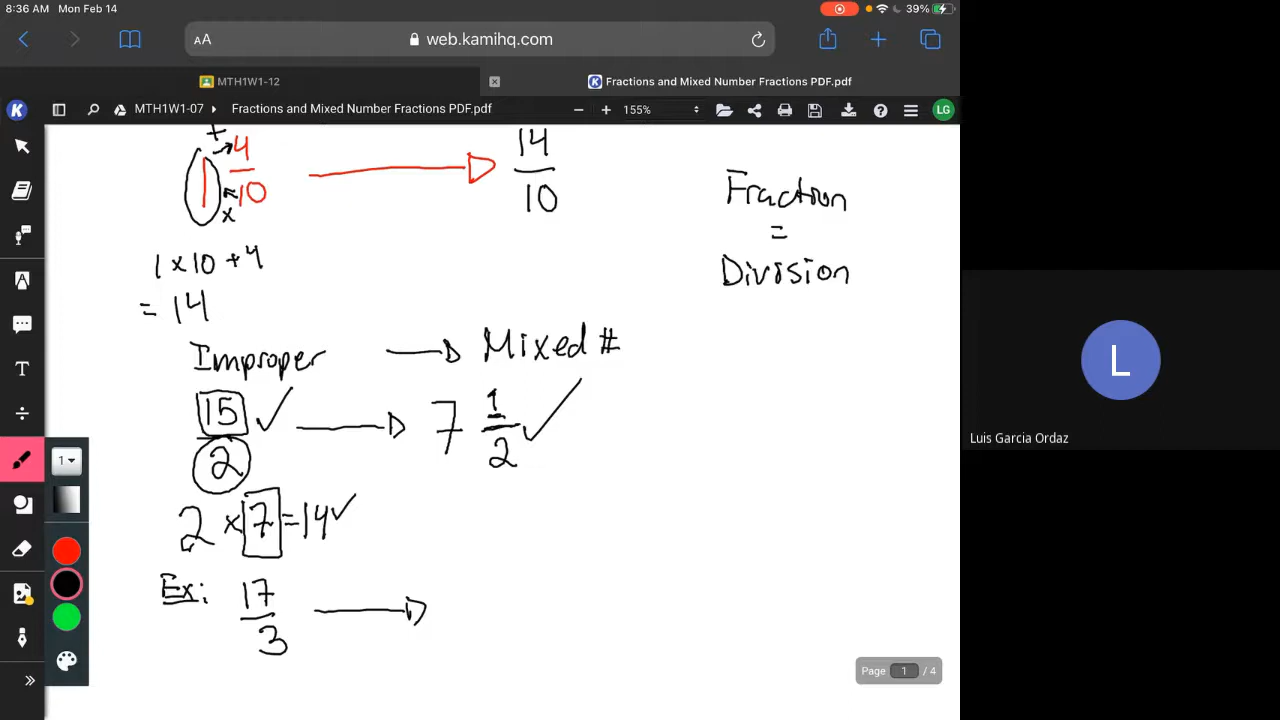 8:36 AM Mon Feb 14
39%
AA
web.kamihq.com
MTH1W1-12
Fractions and Mixed Number Fractions PDF.pdf
K
MTH1W1-07
Fractions and Mixed Number Fractions PDF.pdf
155%
LG
+
1 4/10
x
14/10
Fraction
=
Division
1 x 10 + 4
= 14
Improper
Mixed #
15/2 ✓
7 1/2 ✓
2 x 7 = 14 ✓
Ex: 17/3
1
T
A
L
Luis Garcia Ordaz
Page 1 / 4